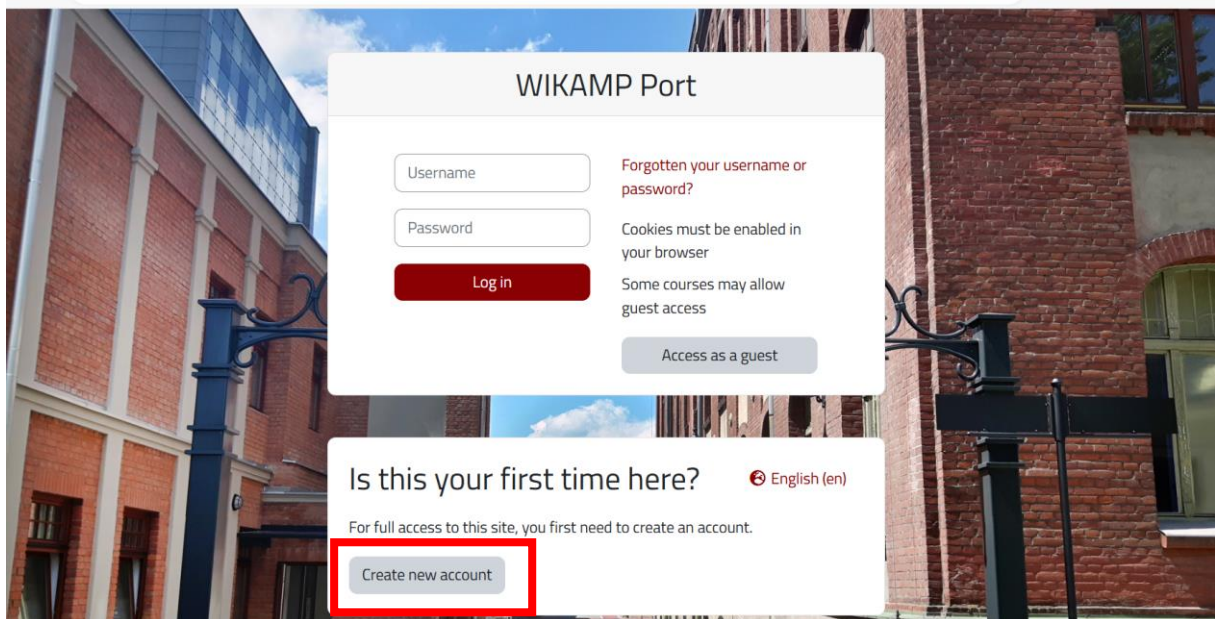 WIKAMP Port
Username
Password
Log in
Forgotten your username or
password?
Cookies must be enabled in
your browser
Some courses may allow
guest access
Access as a guest
Is this your first time here?
English (en)
For full access to this site, you first need to create an account.
Create new account